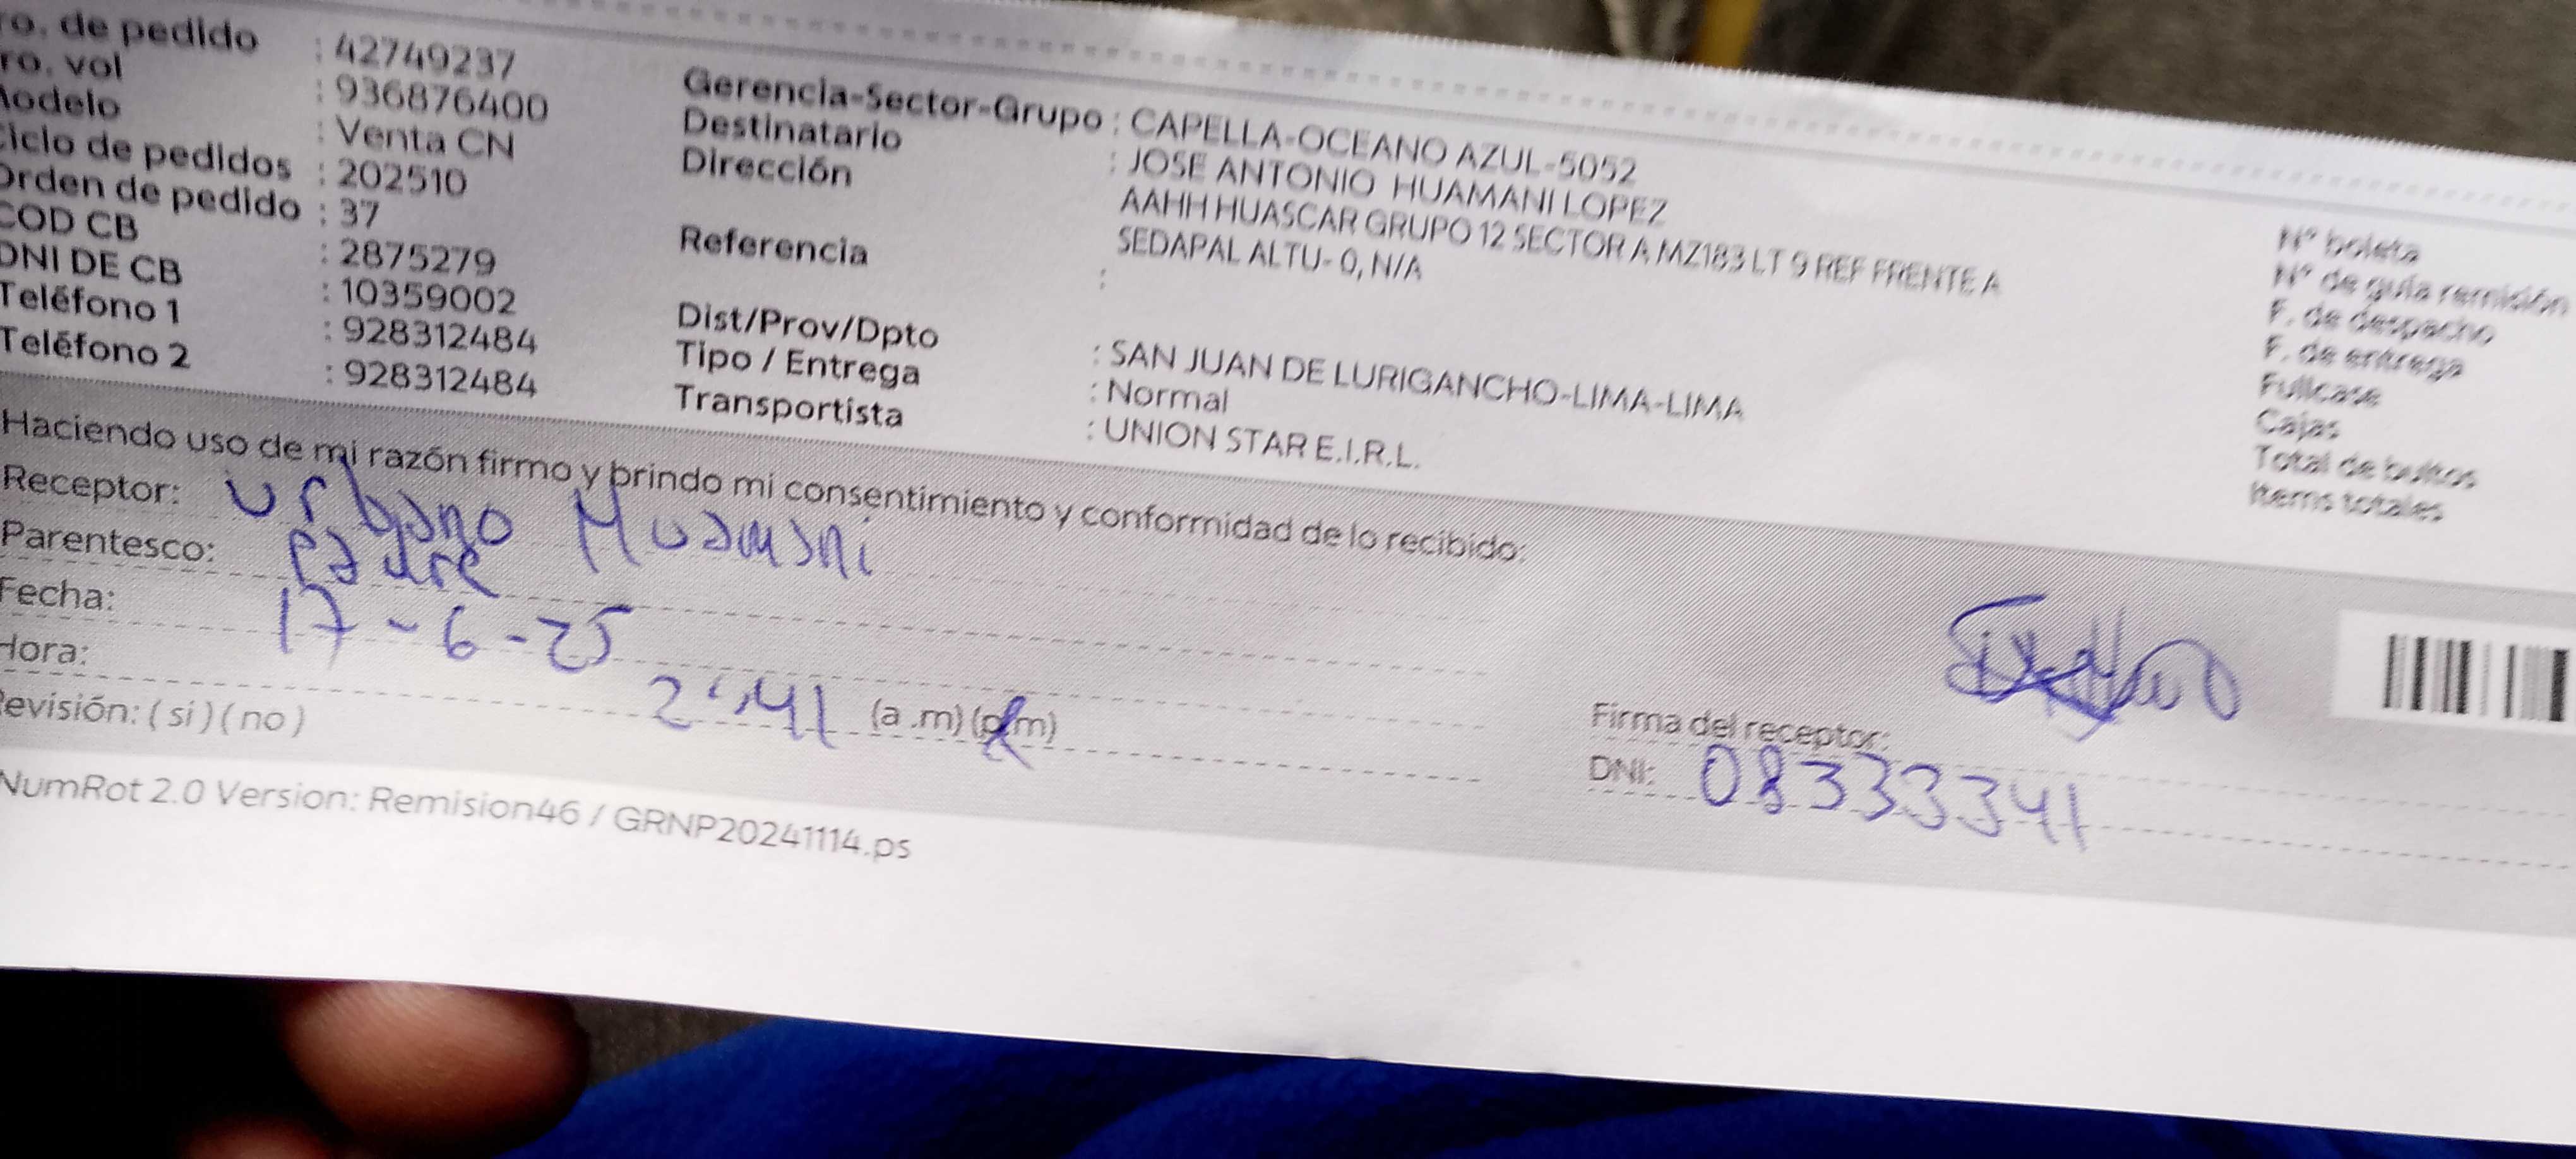 ro. de pedido : 42749237
ro. vol : 936876400
Modelo : Venta CN
Ciclo de pedidos : 202510
Orden de pedido : 37
COD CB : 2875279
DNI DE CB : 10359002
Teléfono 1 : 928312484
Teléfono 2 : 928312484
Gerencia-Sector-Grupo : CAPELLA-OCEANO AZUL-5052
Destinatario : JOSE ANTONIO HUAMANI LOPEZ
Dirección AAHH HUASCAR GRUPO 12 SECTOR A MZ183 LT 9 REF FRENTE A
SEDAPAL ALTU- 0, N/A
Referencia :
Dist/Prov/Dpto : SAN JUAN DE LURIGANCHO-LIMA-LIMA
Tipo / Entrega : Normal
Transportista : UNION STAR E.I.R.L.
N° boleta
N° de guía remisión
F. de despacho
F. de entrega
Fullcase
Cajas
Total de bultos
Items totales
Haciendo uso de mi razón firmo y brindo mi consentimiento y conformidad de lo recibido:
Receptor: Urbano Huamani
Parentesco: Padre
Fecha: 17-6-25
Hora: 2:41 (a .m) (p.m)
Revisión: ( si ) ( no )
Firma del receptor:
DNI: 08333341
NumRot 2.0 Version: Remision46 / GRNP20241114.ps